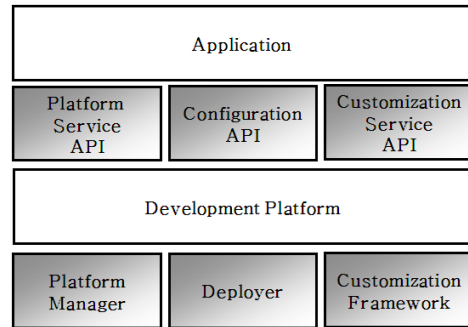 Application
Platform
Service
API
Configuration
API
Customization
Service
API
Development Platform
Platform
Manager
Deployer
Customization
Framework